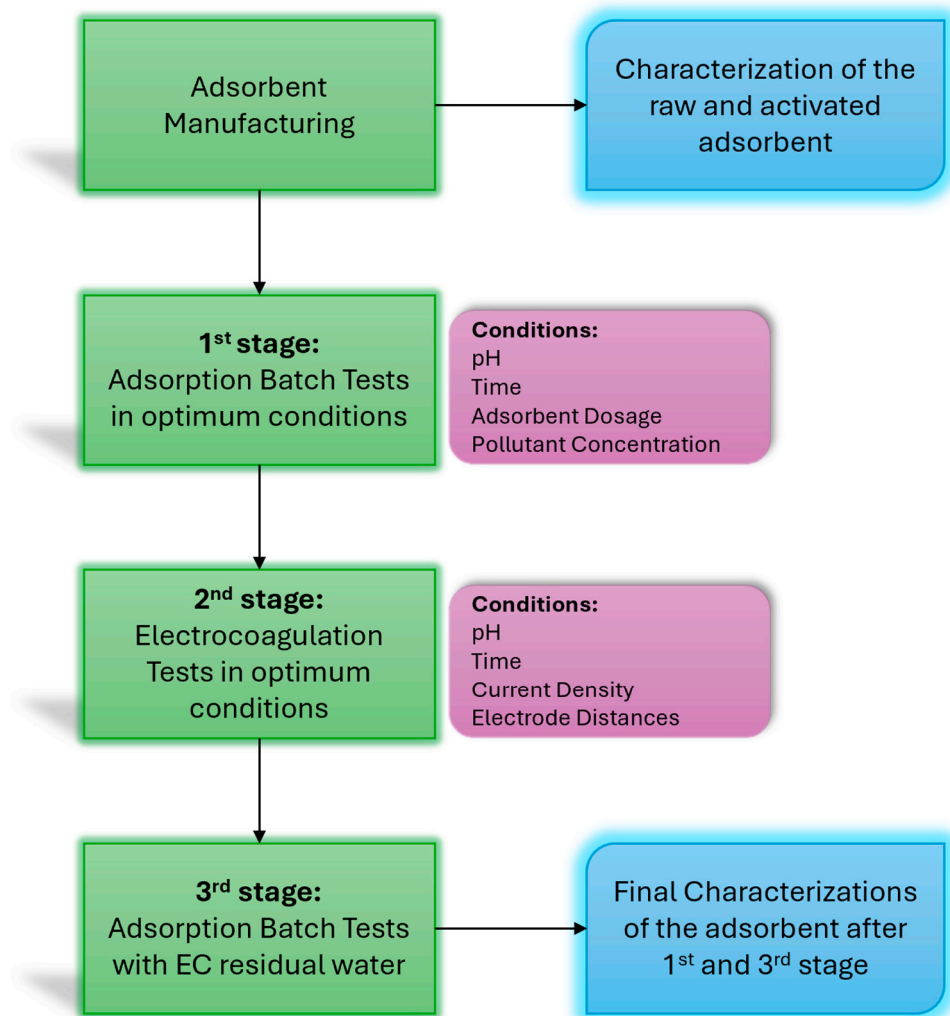 Adsorbent
Manufacturing
Characterization of the
raw and activated
adsorbent
1st stage:
Adsorption Batch Tests
in optimum conditions
Conditions:
pH
Time
Adsorbent Dosage
Pollutant Concentration
2nd stage:
Electrocoagulation
Tests in optimum
conditions
Conditions:
pH
Time
Current Density
Electrode Distances
3rd stage:
Adsorption Batch Tests
with EC residual water
Final Characterizations
of the adsorbent after
1st and 3rd stage